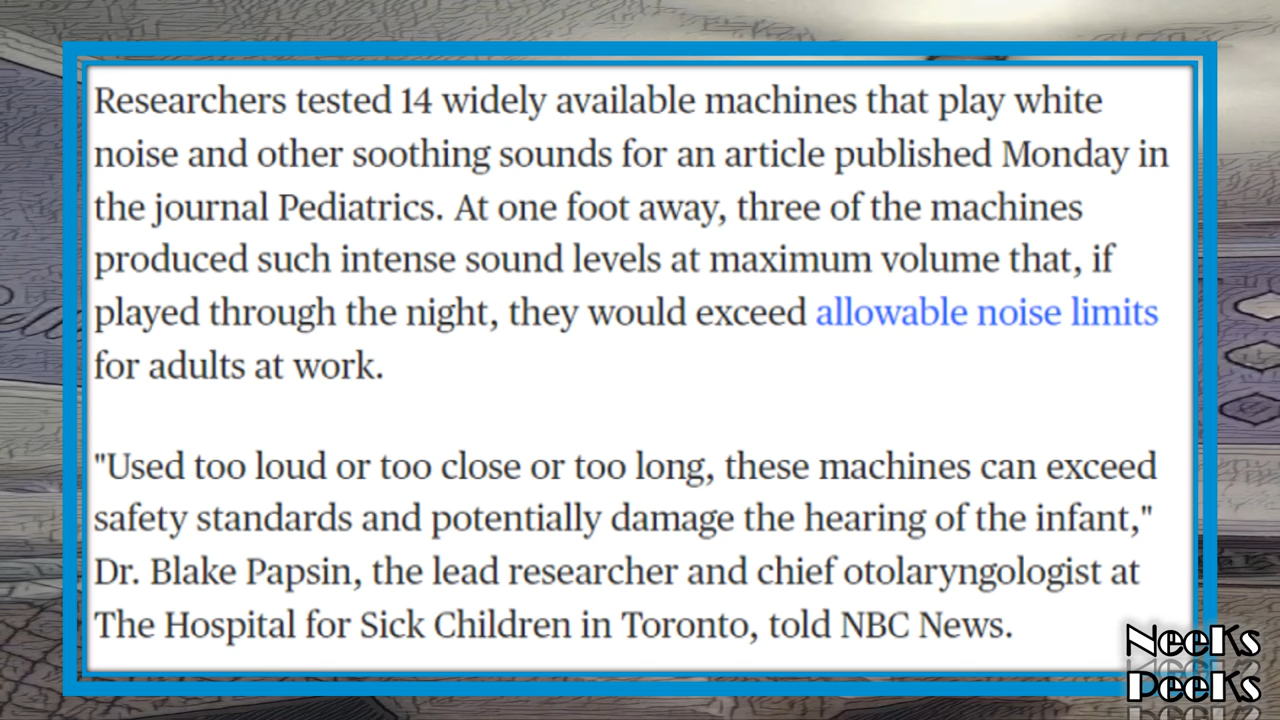 Researchers tested 14 widely available machines that play white
noise and other soothing sounds for an article published Monday in
the journal Pediatrics. At one foot away, three of the machines
produced such intense sound levels at maximum volume that, if
played through the night, they would exceed allowable noise limits
for adults at work.
"Used too loud or too close or too long, these machines can exceed
safety standards and potentially damage the hearing of the infant,"
Dr. Blake Papsin, the lead researcher and chief otolaryngologist at
The Hospital for Sick Children in Toronto, told NBC News.
Neeks
Peeks